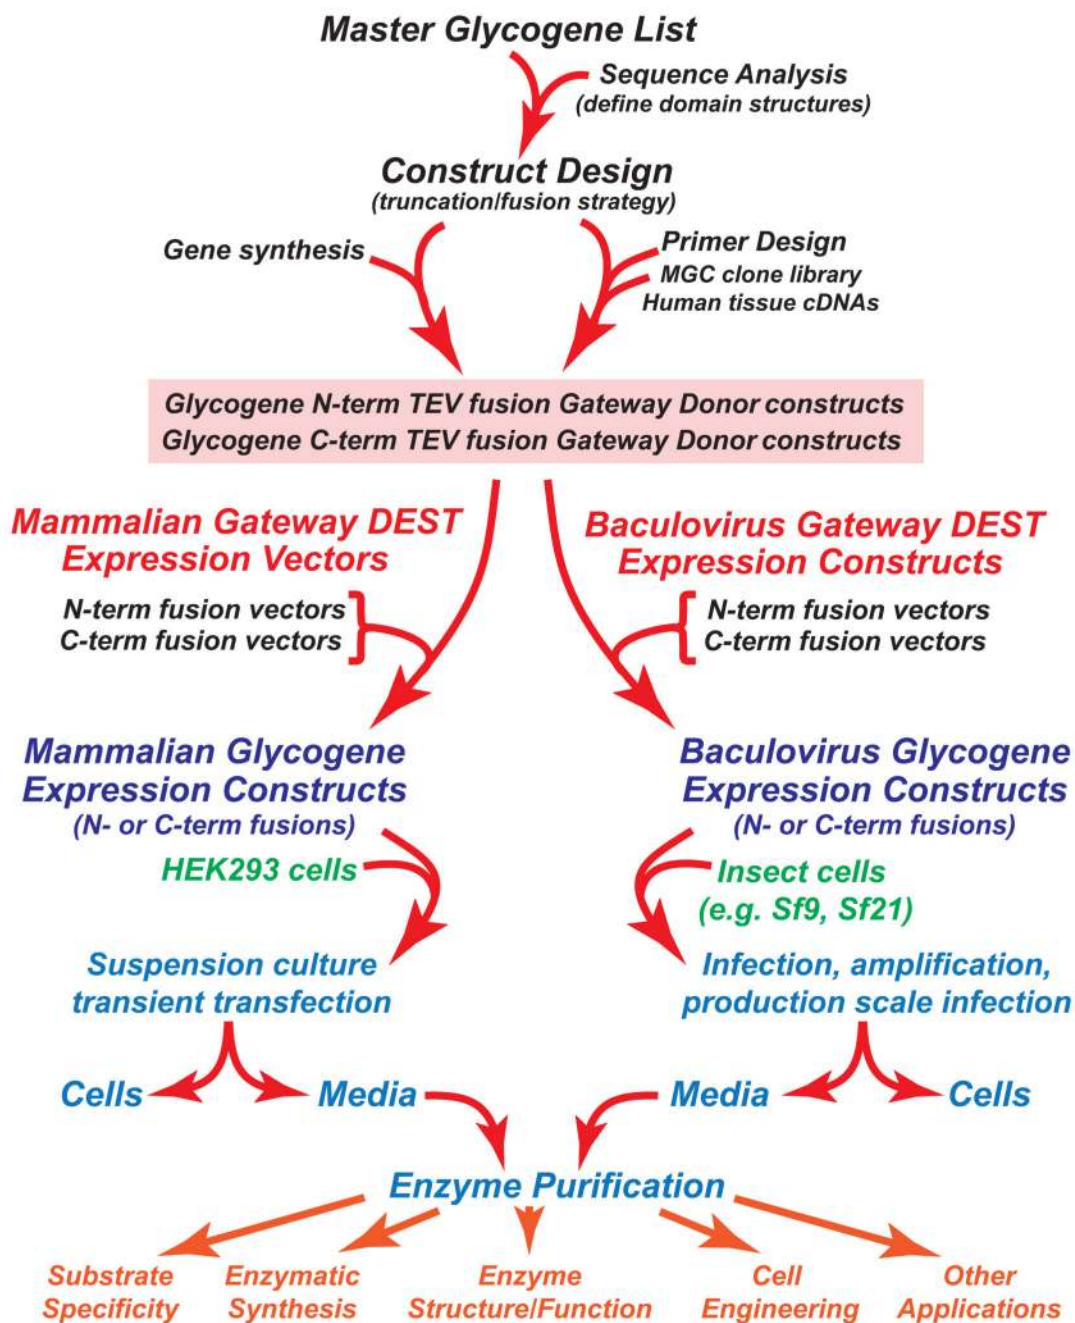 Master Glycogene List
Sequence Analysis
(define domain structures)
Construct Design
(truncation/fusion strategy)
Gene synthesis
Primer Design
MGC clone library
Human tissue cDNAs
Glycogene N-term TEV fusion Gateway Donor constructs
Glycogene C-term TEV fusion Gateway Donor constructs
Mammalian Gateway DEST
Expression Vectors
N-term fusion vectors
C-term fusion vectors
Baculovirus Gateway DEST
Expression Constructs
N-term fusion vectors
C-term fusion vectors
Mammalian Glycogene
Expression Constructs
(N- or C-term fusions)
HEK293 cells
Baculovirus Glycogene
Expression Constructs
(N- or C-term fusions)
Insect cells
(e.g. Sf9, Sf21)
Suspension culture
transient transfection
Infection, amplification,
production scale infection
Cells
Media
Media
Cells
Enzyme Purification
Substrate
Specificity
Enzymatic
Synthesis
Enzyme
Structure/Function
Cell
Engineering
Other
Applications